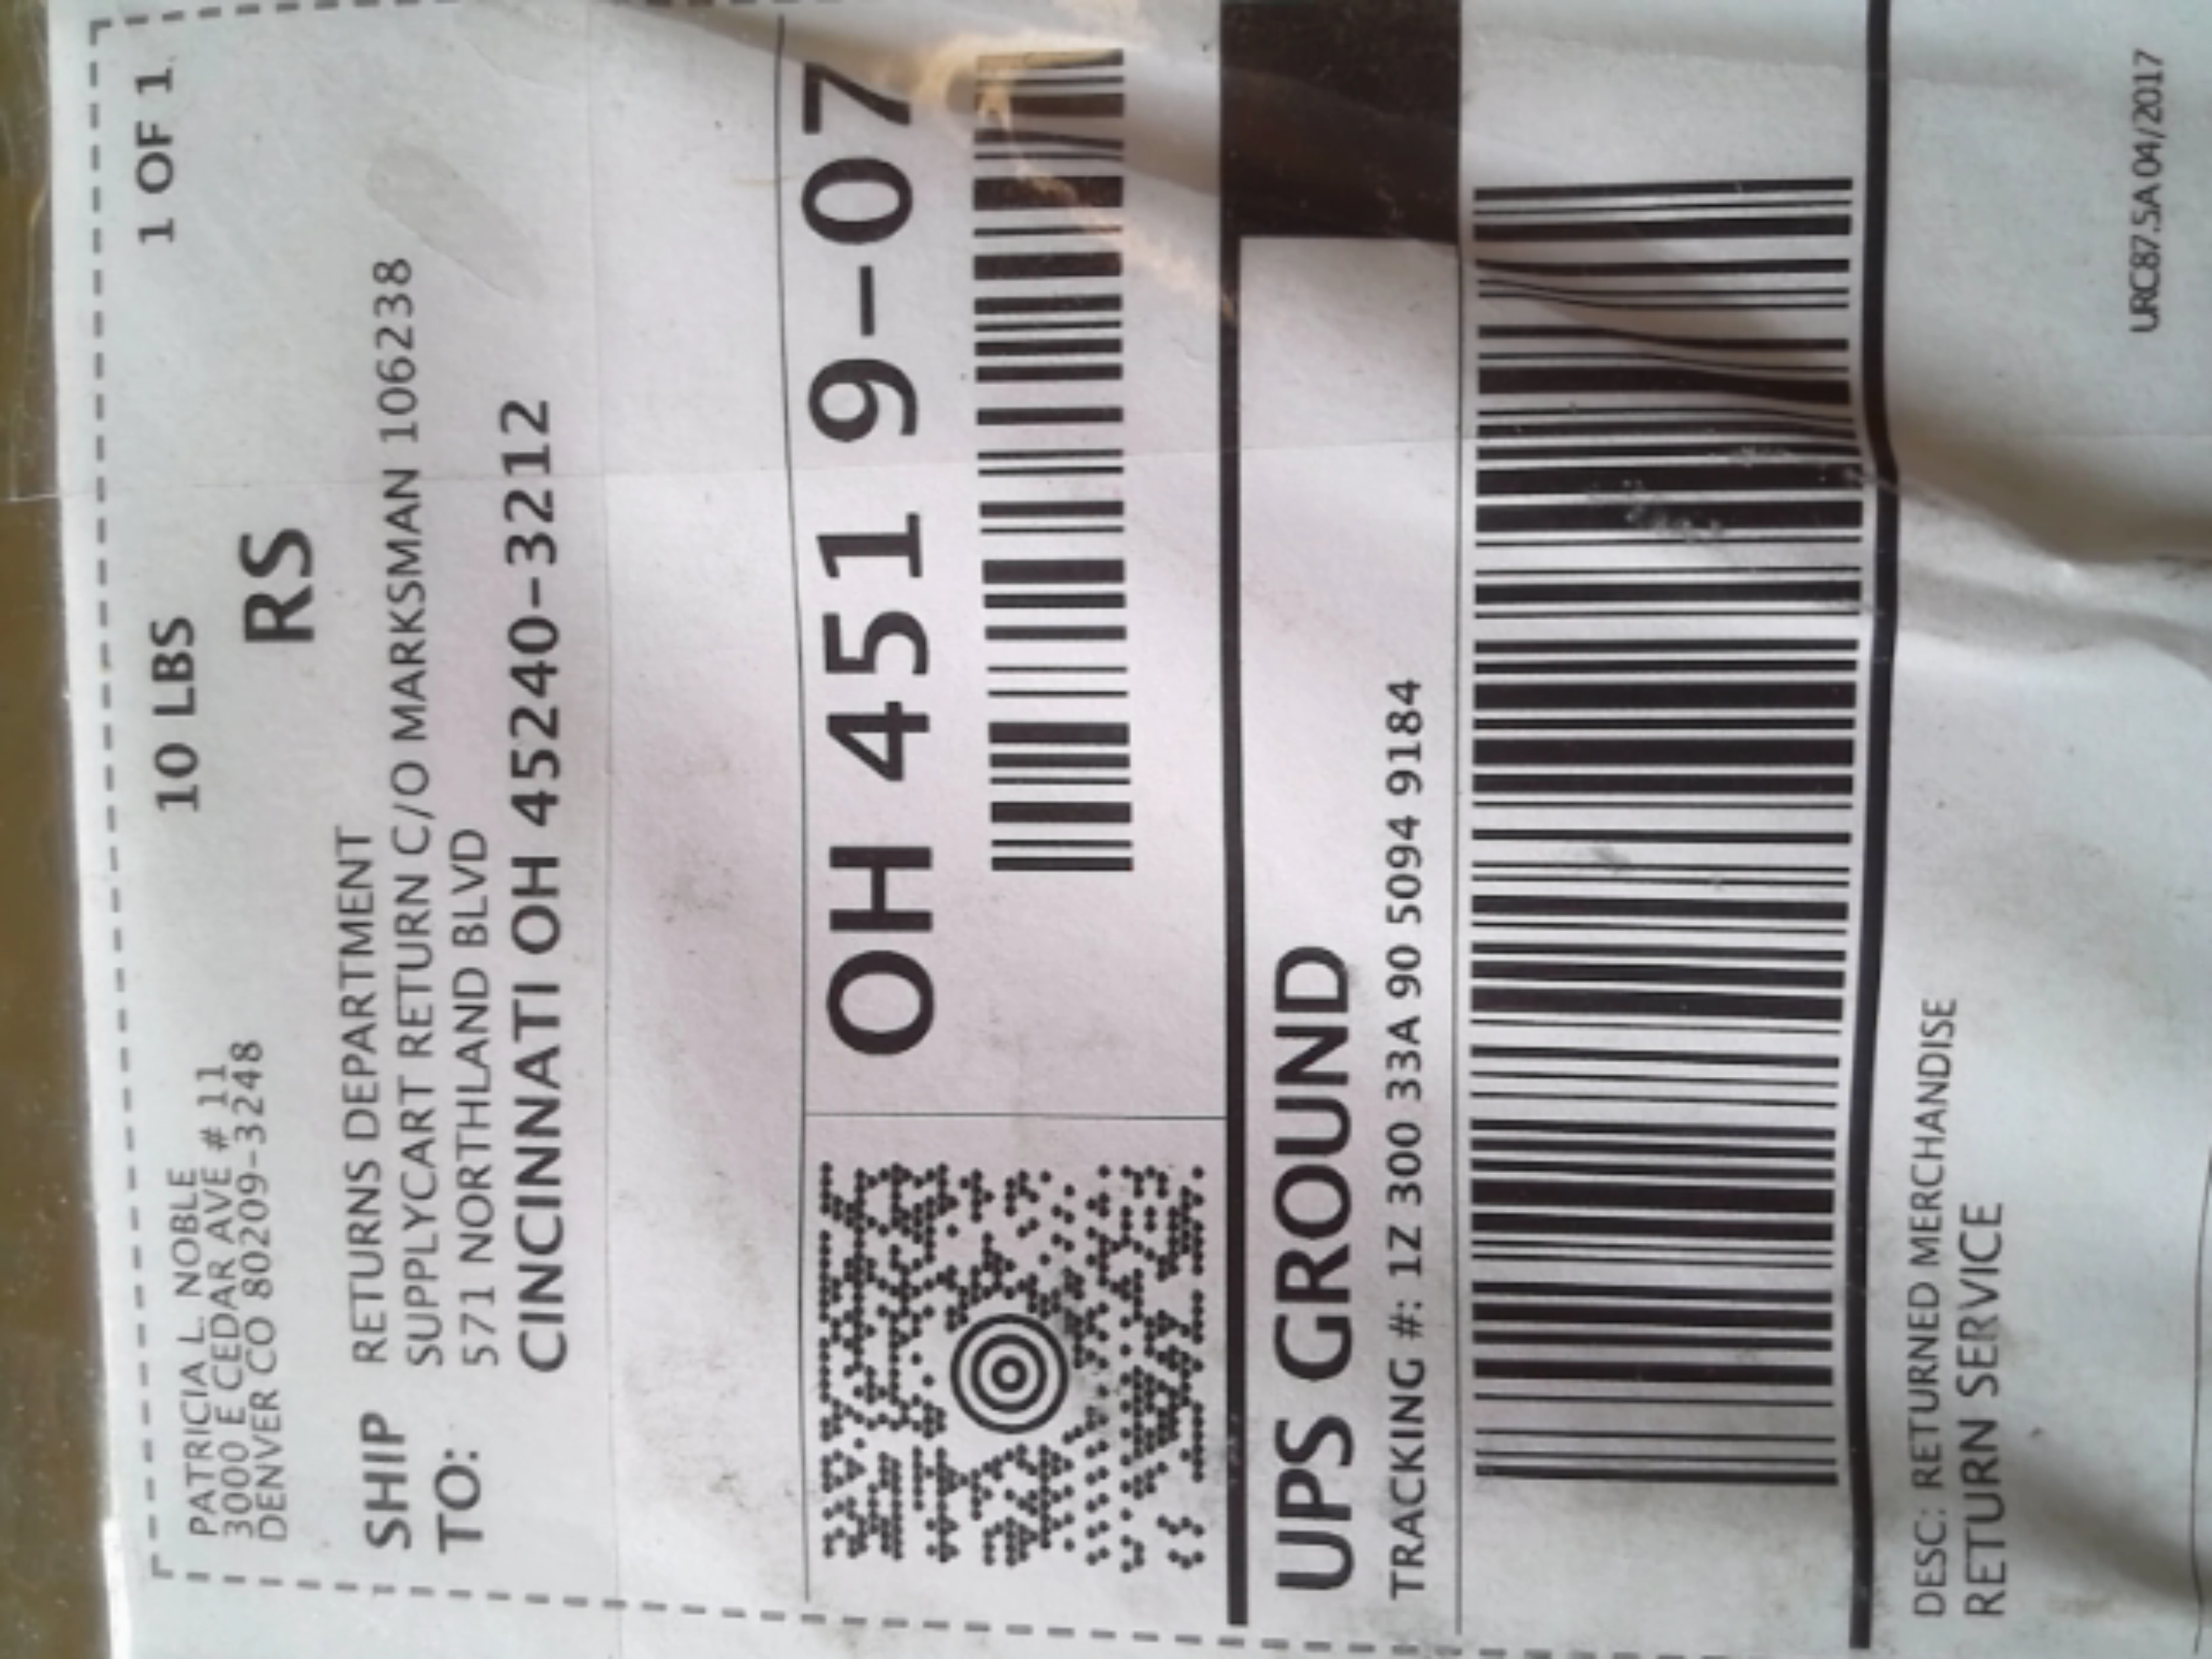 PATRICIA L. NOBLE
3000 E CEDAR AVE # 11
DENVER CO 80209-3248
10 LBS
1 OF 1
RS
SHIP TO:
RETURNS DEPARTMENT
SUPPLYCART RETURN C/O MARKSMAN 106238
571 NORTHLAND BLVD
CINCINNATI OH 45240-3212
OH 451 9-07
UPS GROUND
TRACKING #: 1Z 300 33A 90 5094 9184
DESC: RETURNED MERCHANDISE
RETURN SERVICE
URC87.5A 04/2017